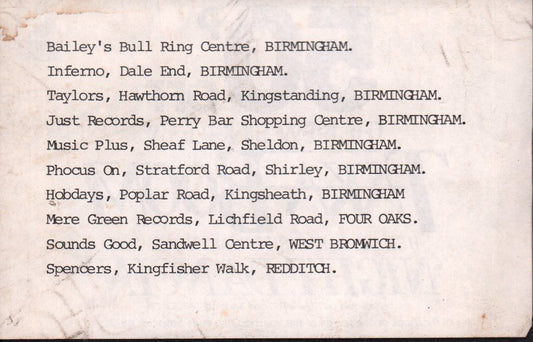 Bailey's Bull Ring Centre, BIRMINGHAM.
Inferno, Dale End, BIRMINGHAM.
Taylors, Hawthorn Road, Kingstanding, BIRMINGHAM.
Just Records, Perry Bar Shopping Centre, BIRMINGHAM.
Music Plus, Sheaf Lane, Sheldon, BIRMINGHAM.
Phocus On, Stratford Road, Shirley, BIRMINGHAM.
Hobdays, Poplar Road, Kingsheath, BIRMINGHAM
Mere Green Records, Lichfield Road, FOUR OAKS.
Sounds Good, Sandwell Centre, WEST BROMWICH.
Spencers, Kingfisher Walk, REDDITCH.